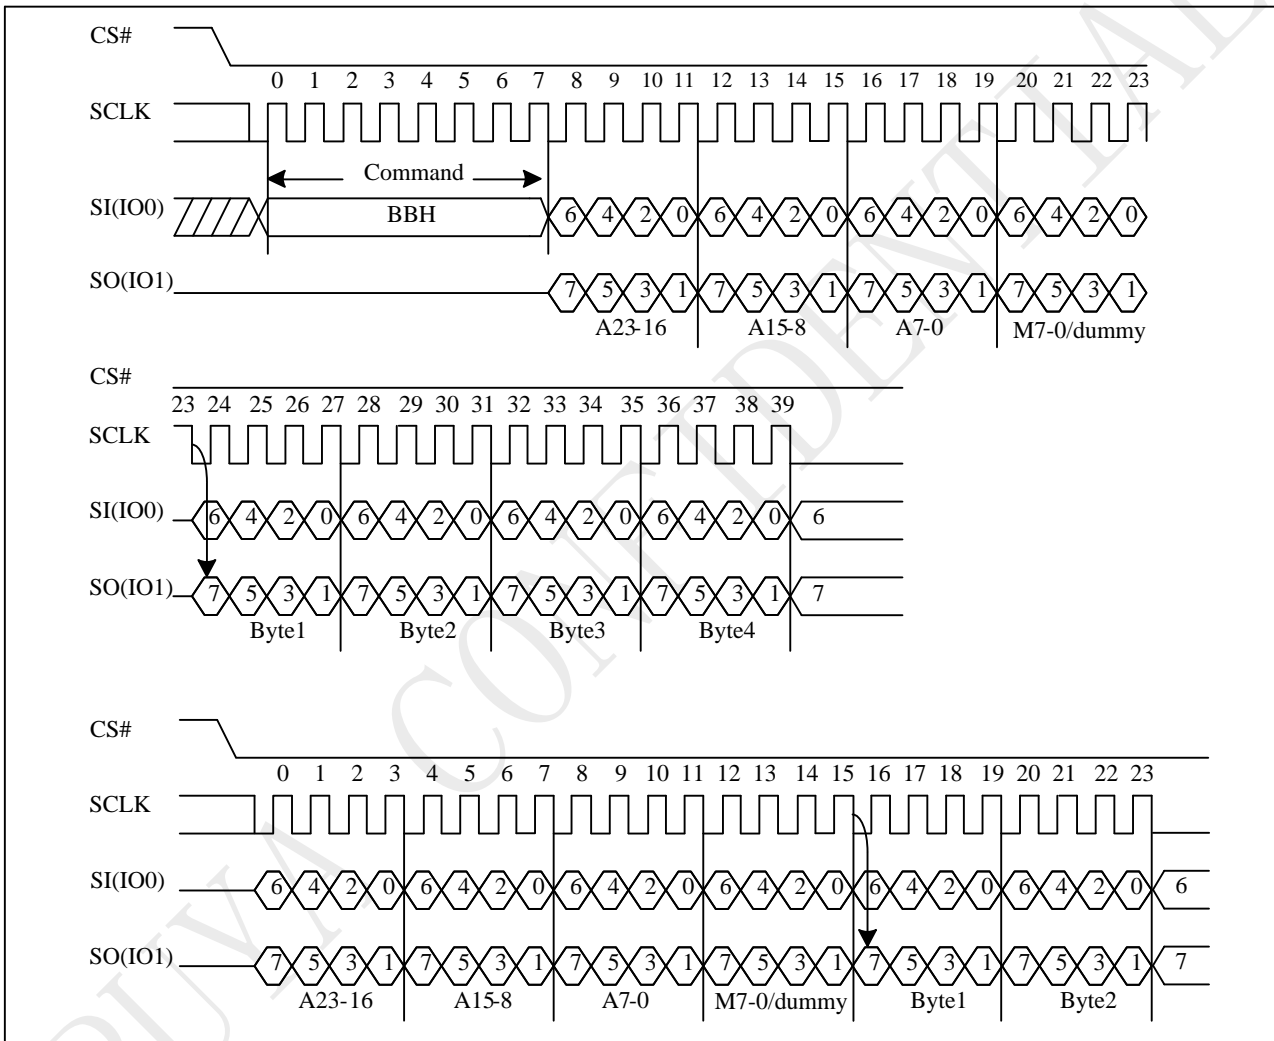 CS#
0 1 2 3 4 5 6 7 8 9 10 11 12 13 14 15 16 17 18 19 20 21 22 23
SCLK
Command
SI(IO0) BBH 6 4 2 0 6 4 2 0 6 4 2 0 6 4 2 0
SO(IO1) 7 5 3 1 7 5 3 1 7 5 3 1 7 5 3 1
A23-16 A15-8 A7-0 M7-0/dummy
CS#
23 24 25 26 27 28 29 30 31 32 33 34 35 36 37 38 39
SCLK
SI(IO0) 6 4 2 0 6 4 2 0 6 4 2 0 6 4 2 0 6
SO(IO1) 7 5 3 1 7 5 3 1 7 5 3 1 7 5 3 1 7
Byte1 Byte2 Byte3 Byte4
CS#
0 1 2 3 4 5 6 7 8 9 10 11 12 13 14 15 16 17 18 19 20 21 22 23
SCLK
SI(IO0) 6 4 2 0 6 4 2 0 6 4 2 0 6 4 2 0 6 4 2 0 6 4 2 0 6
SO(IO1) 7 5 3 1 7 5 3 1 7 5 3 1 7 5 3 1 7 5 3 1 7 5 3 1 7
A23-16 A15-8 A7-0 M7-0/dummy Byte1 Byte2
PUYA CONFIDENTIAL